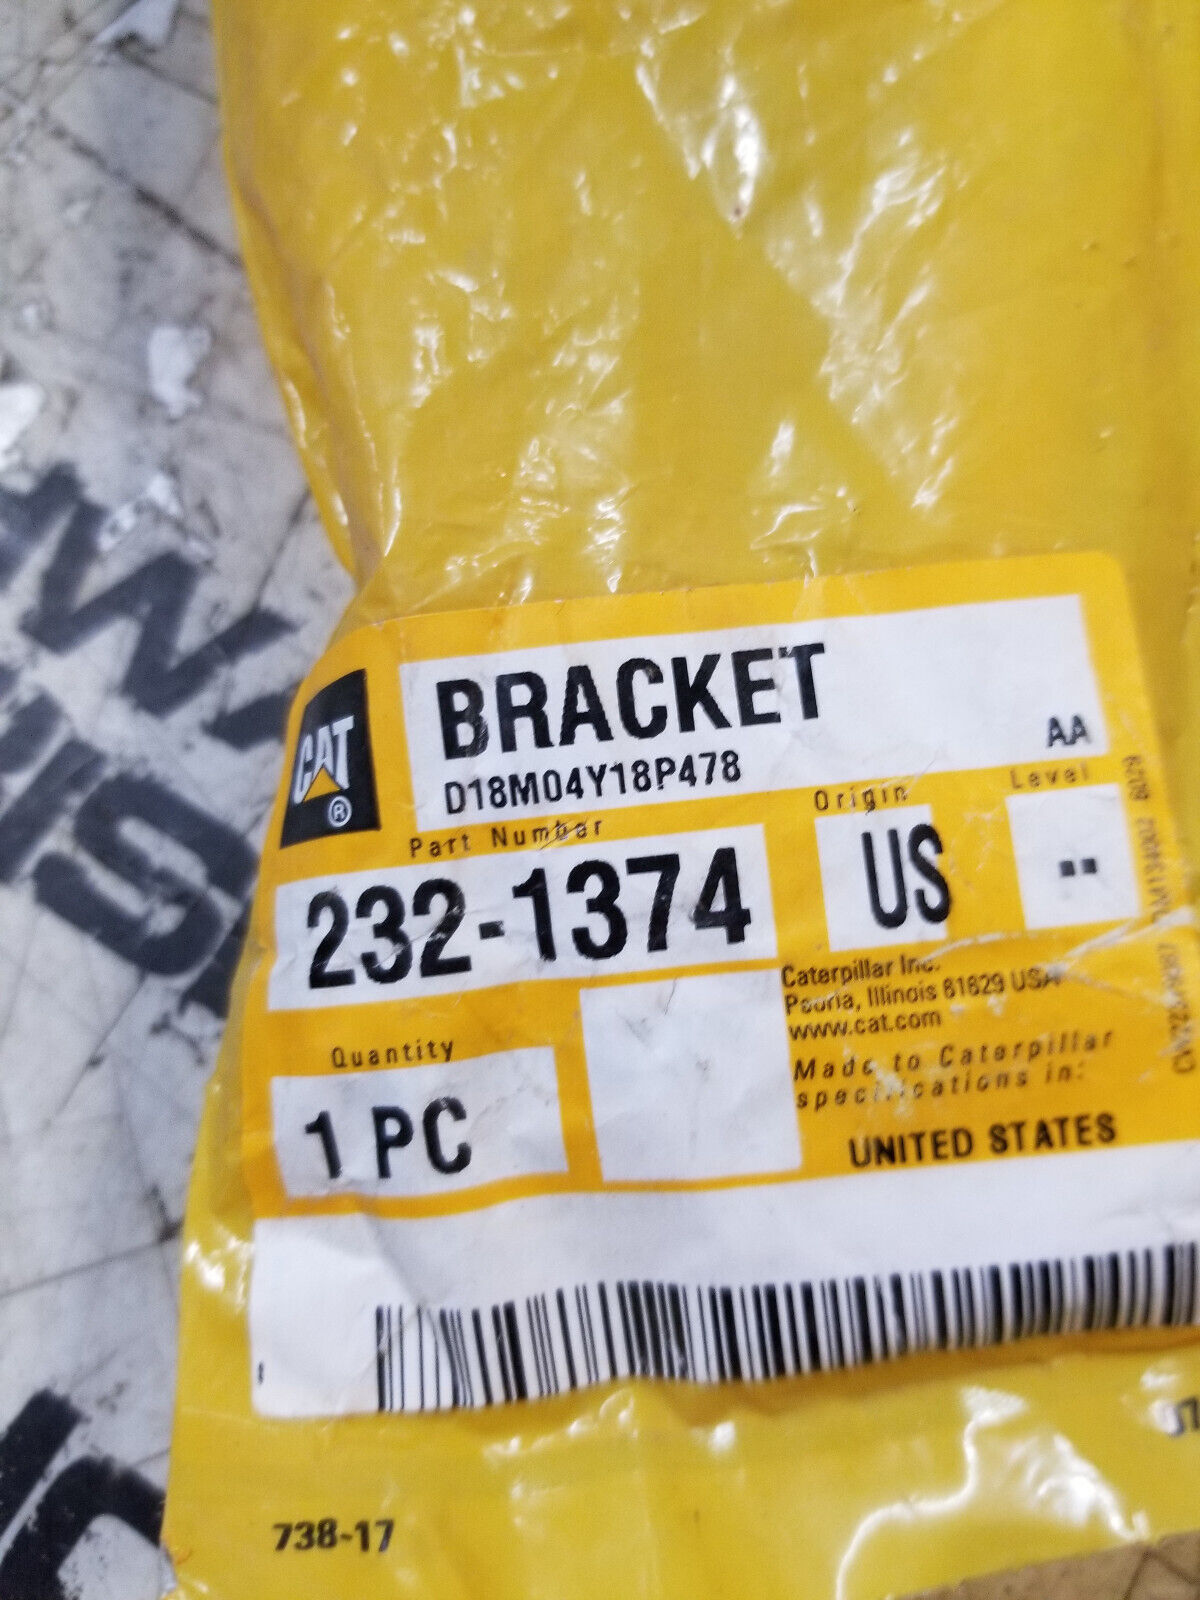 BRACKET
D18M04Y18P478
AA
CAT
®
Part Number
Origin
Level
232-1374
US
--
Caterpillar Inc.
Peoria, Illinois 61629 USA
www.cat.com
Quantity
Made to Caterpillar
specifications in:
1 PC
UNITED STATES
738-17